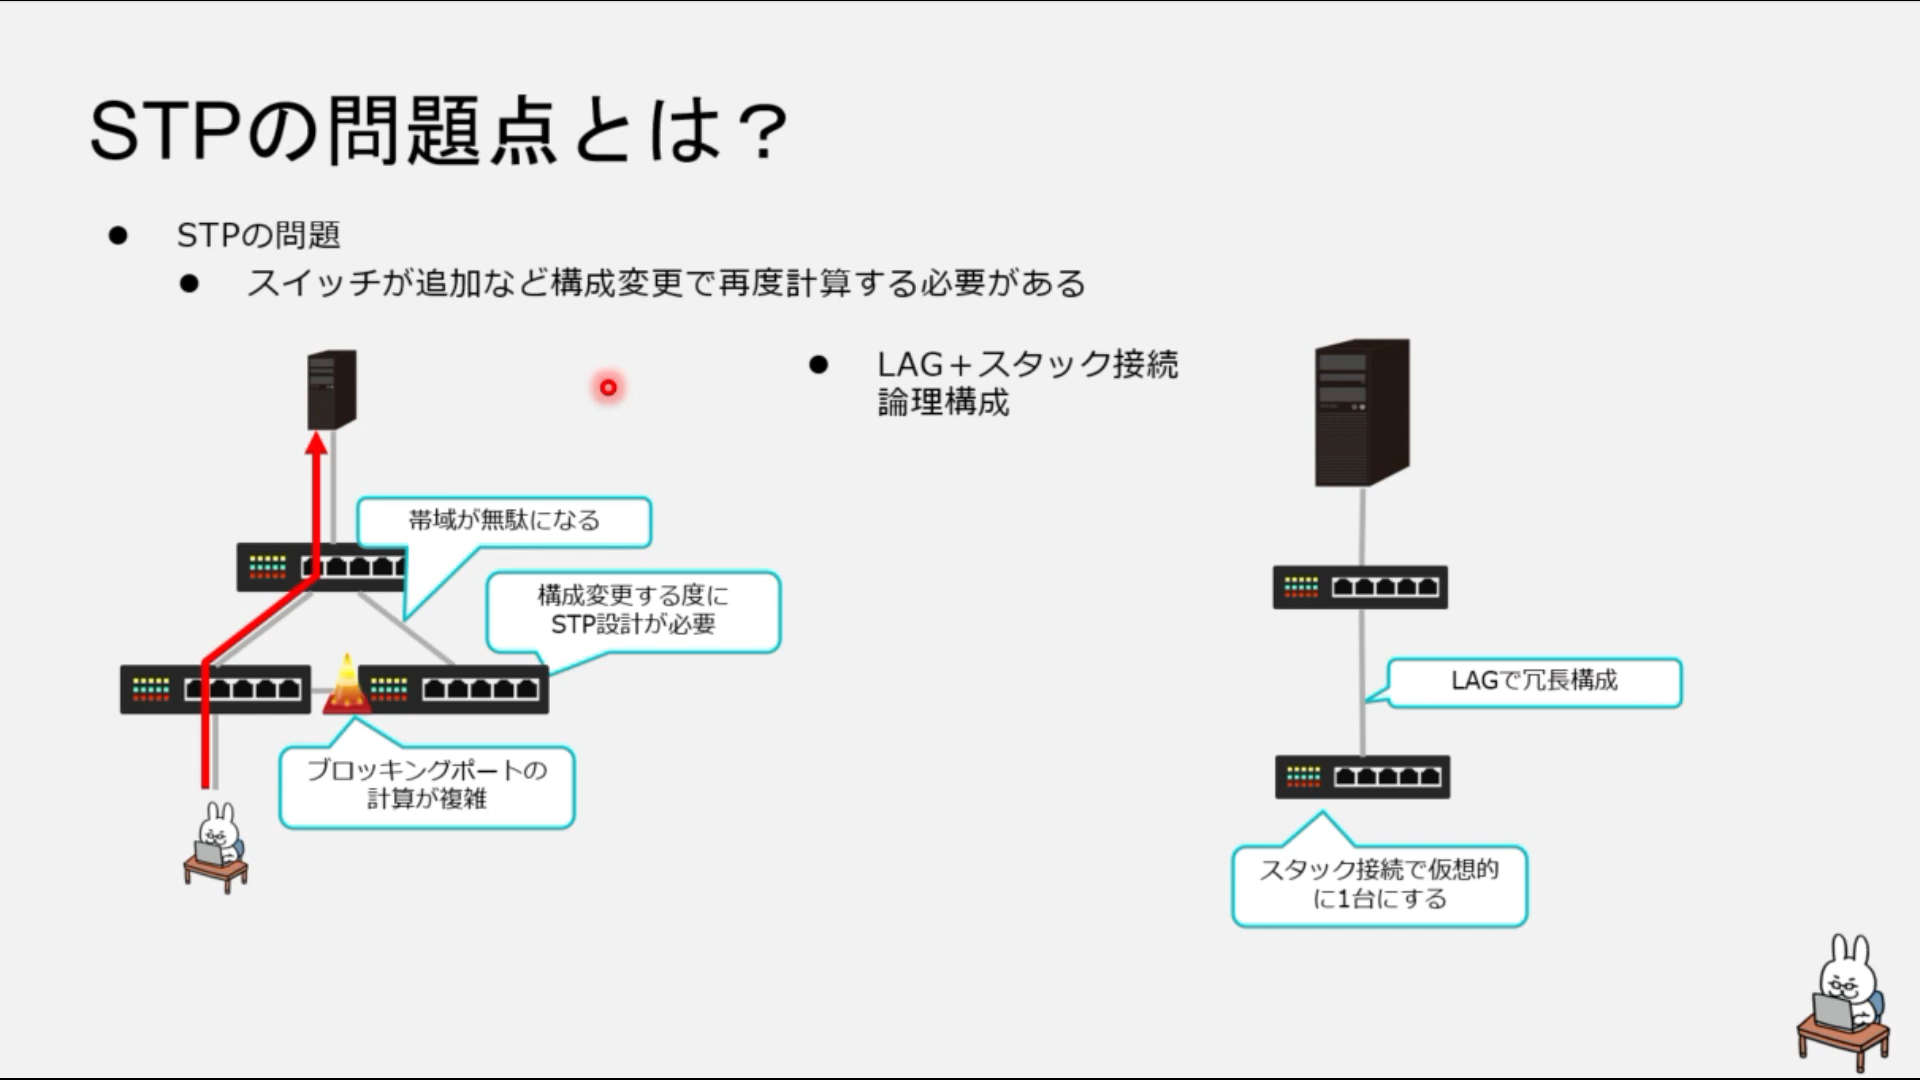 STPの問題点とは？
STPの問題
スイッチが追加など構成変更で再度計算する必要がある
LAG＋スタック接続
論理構成
帯域が無駄になる
構成変更する度に
STP設計が必要
ブロッキングポートの
計算が複雑
LAGで冗長構成
スタック接続で仮想的
に1台にする